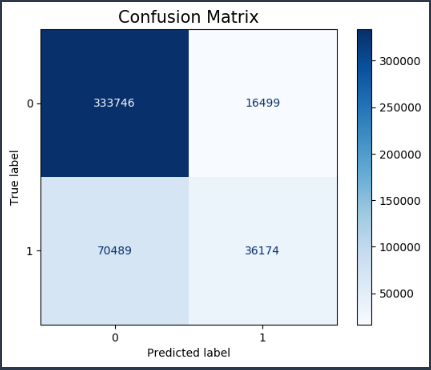 Confusion Matrix
0 333746 16499
1 70489 36174
True label
0 1
Predicted label
300000
250000
200000
150000
100000
50000